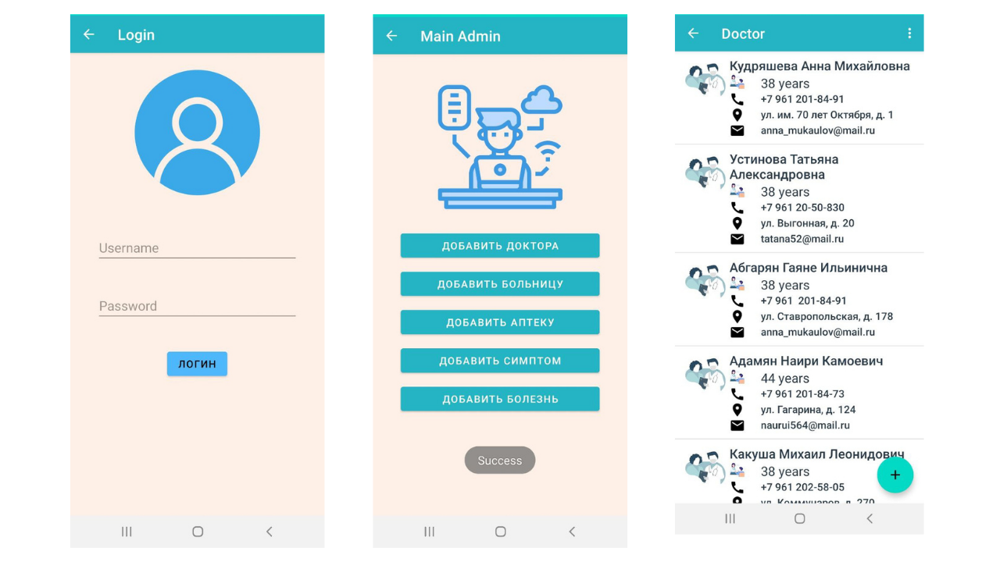 Login
Username
Password
ЛОГИН
Main Admin
ДОБАВИТЬ ДОКТОРА
ДОБАВИТЬ БОЛЬНИЦУ
ДОБАВИТЬ АПТЕКУ
ДОБАВИТЬ СИМПТОМ
ДОБАВИТЬ БОЛЕЗНЬ
Success
Doctor
Кудряшева Анна Михайловна
38 years
+7 961 201-84-91
ул. им. 70 лет Октября, д. 1
anna_mukaulov@mail.ru
Устинова Татьяна
Александровна
38 years
+7 961 20-50-830
ул. Выгонная, д. 20
tatana52@mail.ru
Абгарян Гаяне Ильинична
38 years
+7 961  201-84-91
ул. Ставропольская, д. 178
anna_mukaulov@mail.ru
Адамян Наири Камоевич
44 years
+7 961 201-84-73
ул. Гагарина, д. 124
naurui564@mail.ru
Какуша Михаил Леонидович
38 years
+7 961 202-58-05
ул. Коммунаров, д. 270